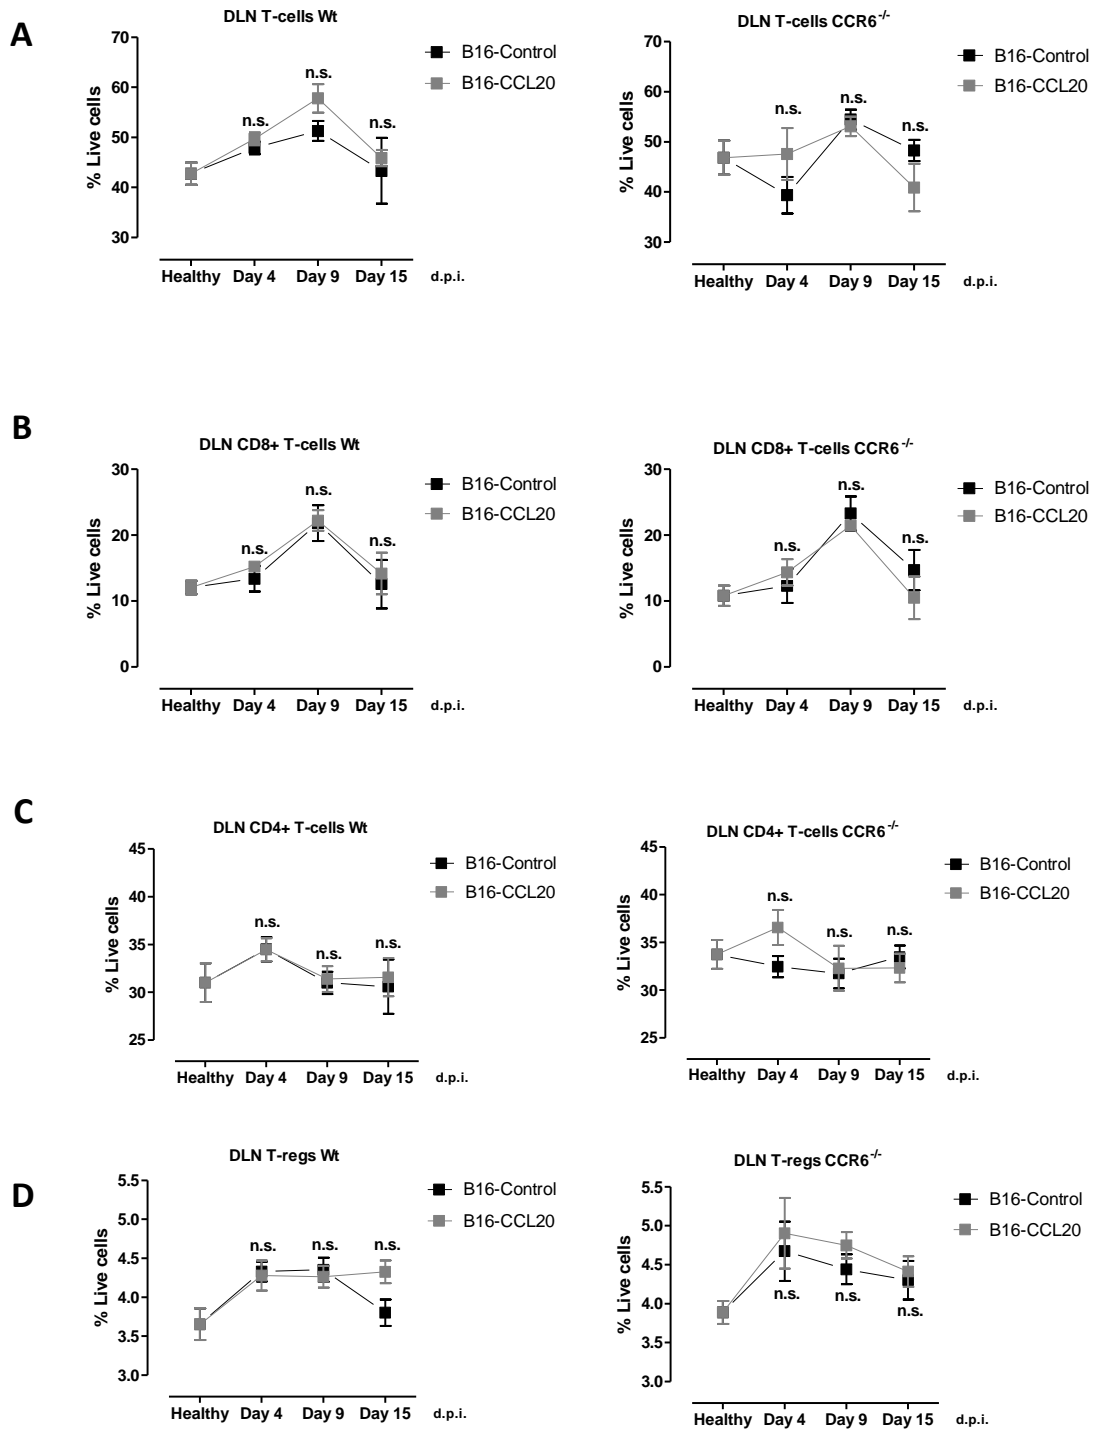 A
DLN T-cells Wt
70
60
50
40
30
% Live cells
n.s.
n.s.
n.s.
B16-Control
B16-CCL20
Healthy Day 4 Day 9 Day 15 d.p.i.
DLN T-cells CCR6-/-
70
60
50
40
30
% Live cells
n.s.
n.s.
n.s.
B16-Control
B16-CCL20
Healthy Day 4 Day 9 Day 15 d.p.i.
B
DLN CD8+ T-cells Wt
30
20
10
0
% Live cells
n.s.
n.s.
n.s.
B16-Control
B16-CCL20
Healthy Day 4 Day 9 Day 15 d.p.i.
DLN CD8+ T-cells CCR6-/-
30
20
10
0
% Live cells
n.s.
n.s.
n.s.
B16-Control
B16-CCL20
Healthy Day 4 Day 9 Day 15 d.p.i.
C
DLN CD4+ T-cells Wt
45
40
35
30
25
% Live cells
n.s.
n.s.
n.s.
B16-Control
B16-CCL20
Healthy Day 4 Day 9 Day 15 d.p.i.
DLN CD4+ T-cells CCR6-/-
45
40
35
30
25
% Live cells
n.s.
n.s.
n.s.
B16-Control
B16-CCL20
Healthy Day 4 Day 9 Day 15 d.p.i.
D
DLN T-regs Wt
5.5
5.0
4.5
4.0
3.5
3.0
% Live cells
n.s.
n.s.
n.s.
B16-Control
B16-CCL20
Healthy Day 4 Day 9 Day 15 d.p.i.
DLN T-regs CCR6-/-
5.5
5.0
4.5
4.0
3.5
3.0
% Live cells
n.s.
n.s.
n.s.
B16-Control
B16-CCL20
Healthy Day 4 Day 9 Day 15 d.p.i.